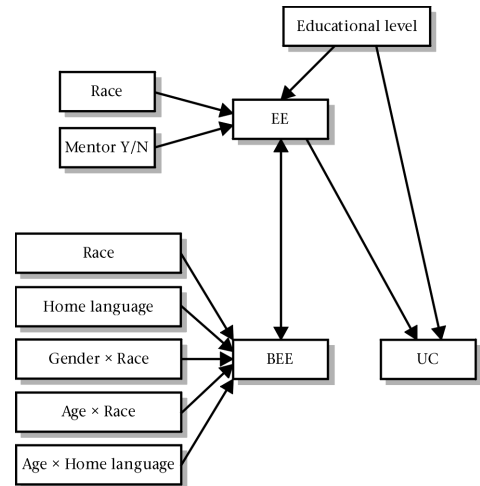 Educational level
Race
EE
Mentor Y/N
Race
Home language
Gender × Race
BEE
UC
Age × Race
Age × Home language